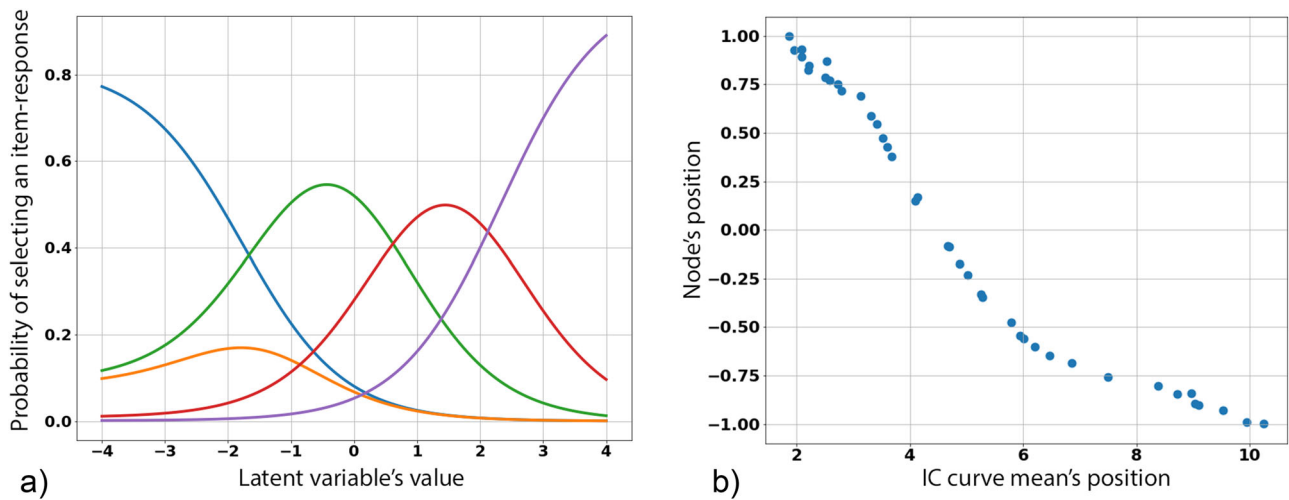 Probability of selecting an item-response
0.8
0.6
0.4
0.2
0.0
−4 −3 −2 −1 0 1 2 3 4
Latent variable's value
a)
Node's position
1.00
0.75
0.50
0.25
0.00
−0.25
−0.50
−0.75
−1.00
2 4 6 8 10
IC curve mean's position
b)